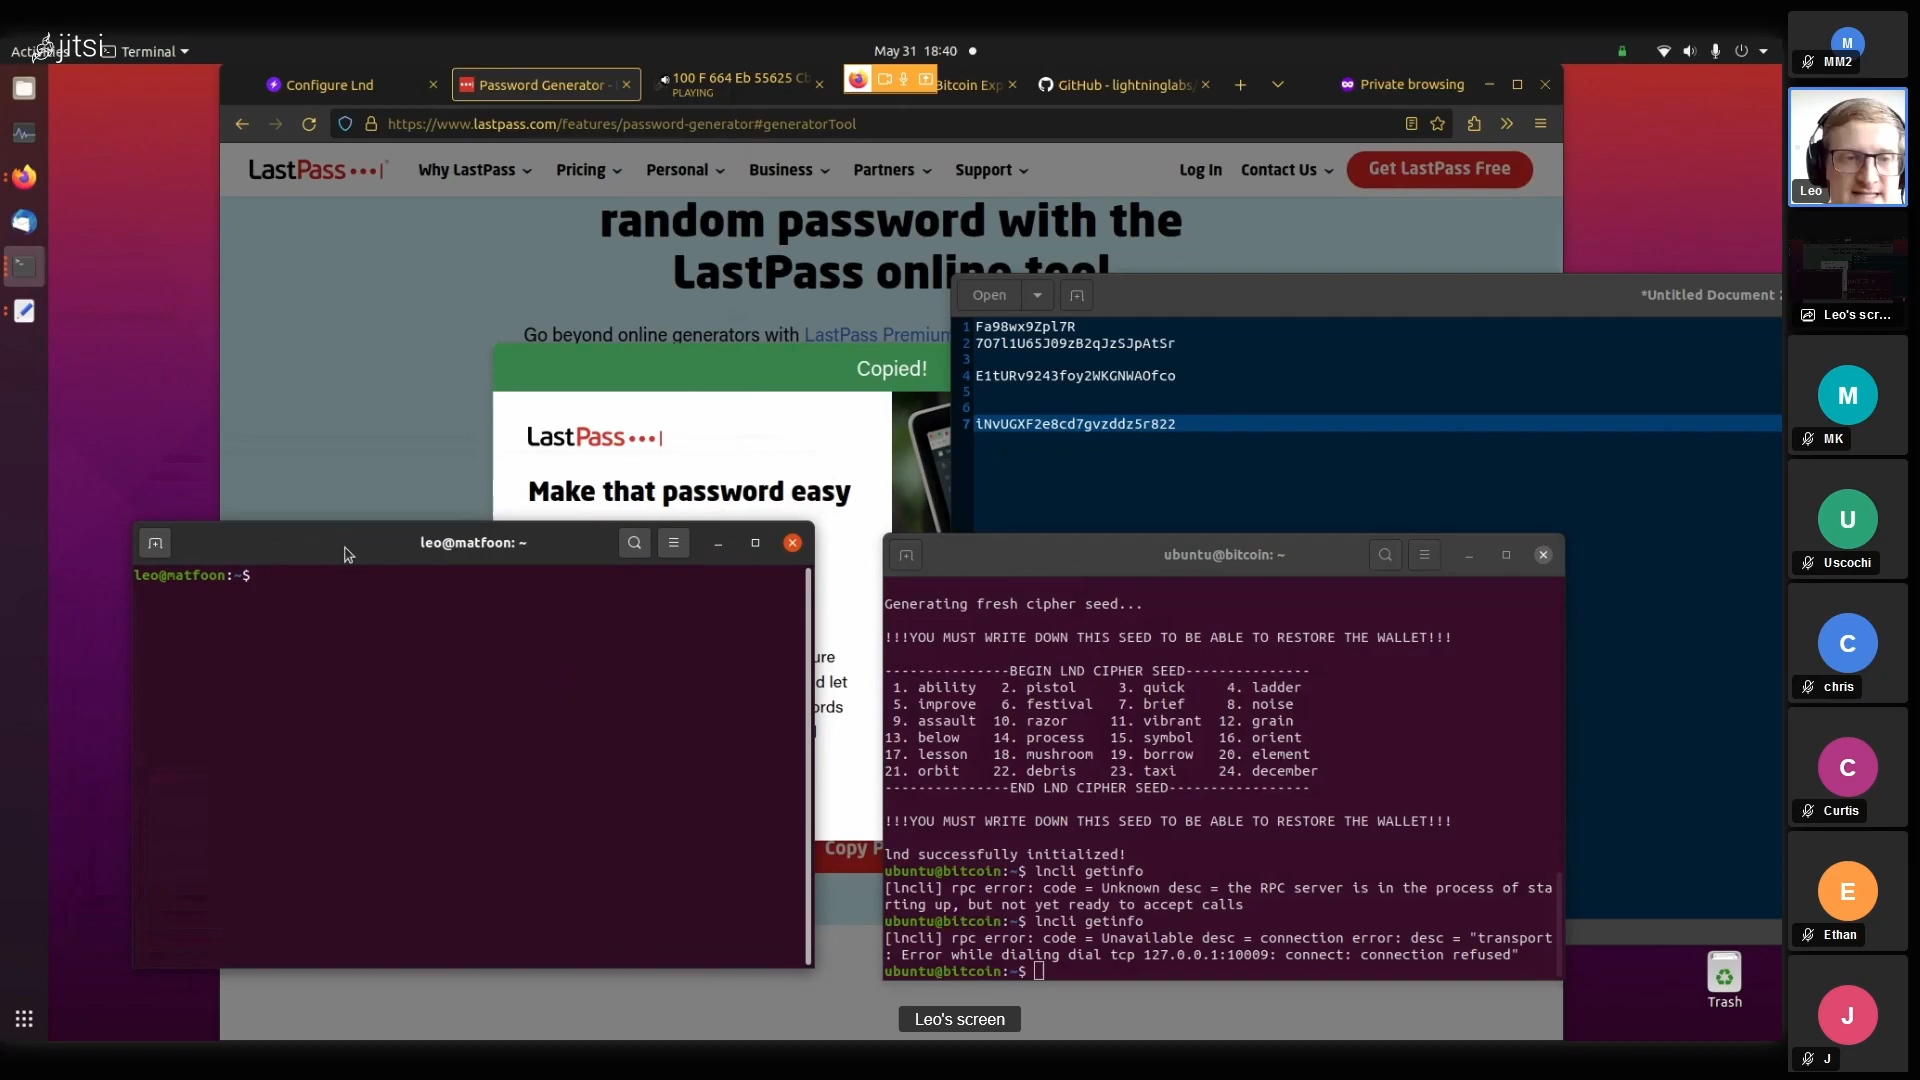 jitsi
Terminal
May 31 18:40
Configure Lnd
Password Generator -
100 F 664 Eb 55625 Cb
PLAYING
Bitcoin Exp
GitHub - lightninglabs/
Private browsing
https://www.lastpass.com/features/password-generator#generatorTool
LastPass
Why LastPass
Pricing
Personal
Business
Partners
Support
Log In
Contact Us
Get LastPass Free
random password with the
LastPass online tool
Go beyond online generators with LastPass Premium
Copied!
LastPass
Make that password easy
ure
d let
ords
Copy P
Open
*Untitled Document 2
1 Fa98wx9Zpl7R
2 7O7l1U65J09zB2qJzSJpAtSr
3
4 E1tURv9243foy2WKGNWAOfco
5
6
7 iNvUGXF2e8cd7gvzddz5r822
leo@matfoon: ~
leo@matfoon:~$
ubuntu@bitcoin: ~
Generating fresh cipher seed...
!!!YOU MUST WRITE DOWN THIS SEED TO BE ABLE TO RESTORE THE WALLET!!!
---------------BEGIN LND CIPHER SEED---------------
1. ability 2. pistol 3. quick 4. ladder
5. improve 6. festival 7. brief 8. noise
9. assault 10. razor 11. vibrant 12. grain
13. below 14. process 15. symbol 16. orient
17. lesson 18. mushroom 19. borrow 20. element
21. orbit 22. debris 23. taxi 24. december
---------------END LND CIPHER SEED-----------------
!!!YOU MUST WRITE DOWN THIS SEED TO BE ABLE TO RESTORE THE WALLET!!!
lnd successfully initialized!
ubuntu@bitcoin:~$ lncli getinfo
[lncli] rpc error: code = Unknown desc = the RPC server is in the process of sta
rting up, but not yet ready to accept calls
ubuntu@bitcoin:~$ lncli getinfo
[lncli] rpc error: code = Unavailable desc = connection error: desc = "transport
: Error while dialing dial tcp 127.0.0.1:10009: connect: connection refused"
ubuntu@bitcoin:~$
Trash
Leo's screen
M
MM2
Leo
Leo's scr...
M
MK
U
Uscochi
C
chris
C
Curtis
E
Ethan
J
J